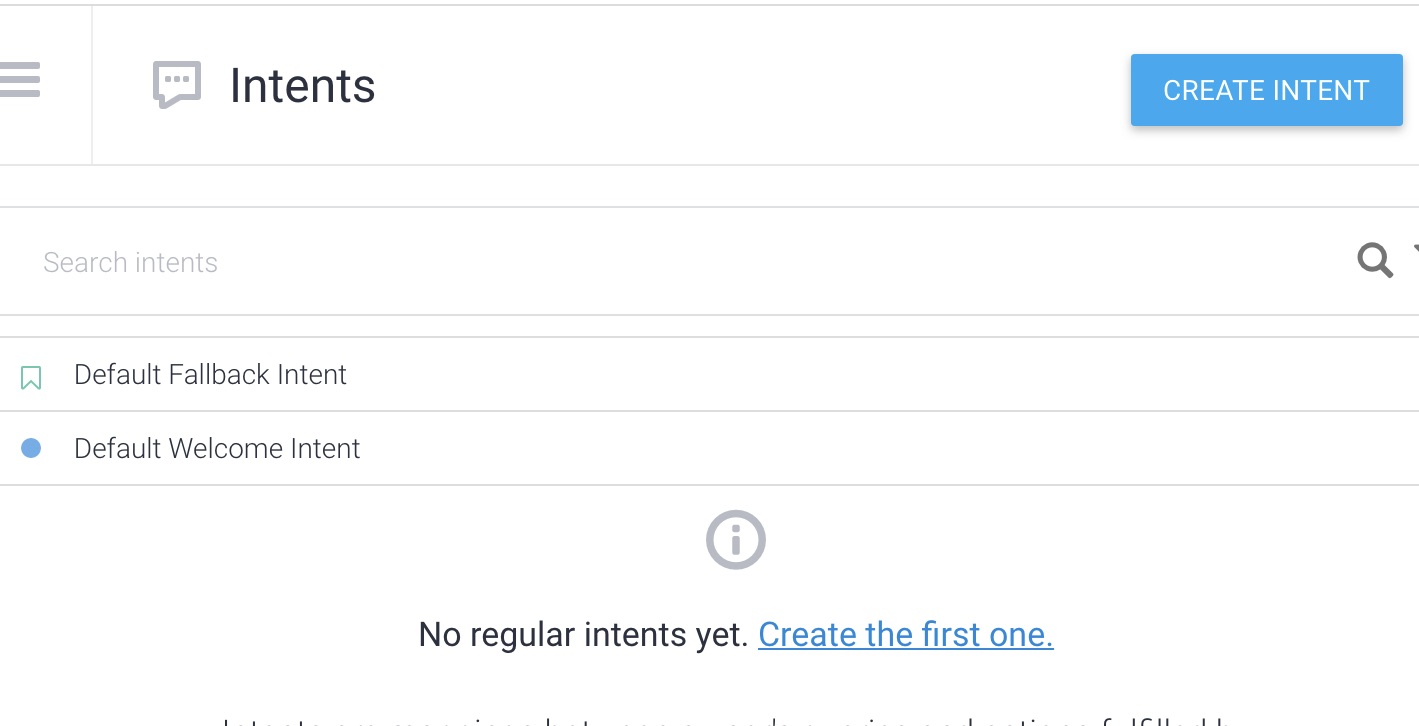 Intents
CREATE INTENT
Search intents
Default Fallback Intent
Default Welcome Intent
No regular intents yet. Create the first one.